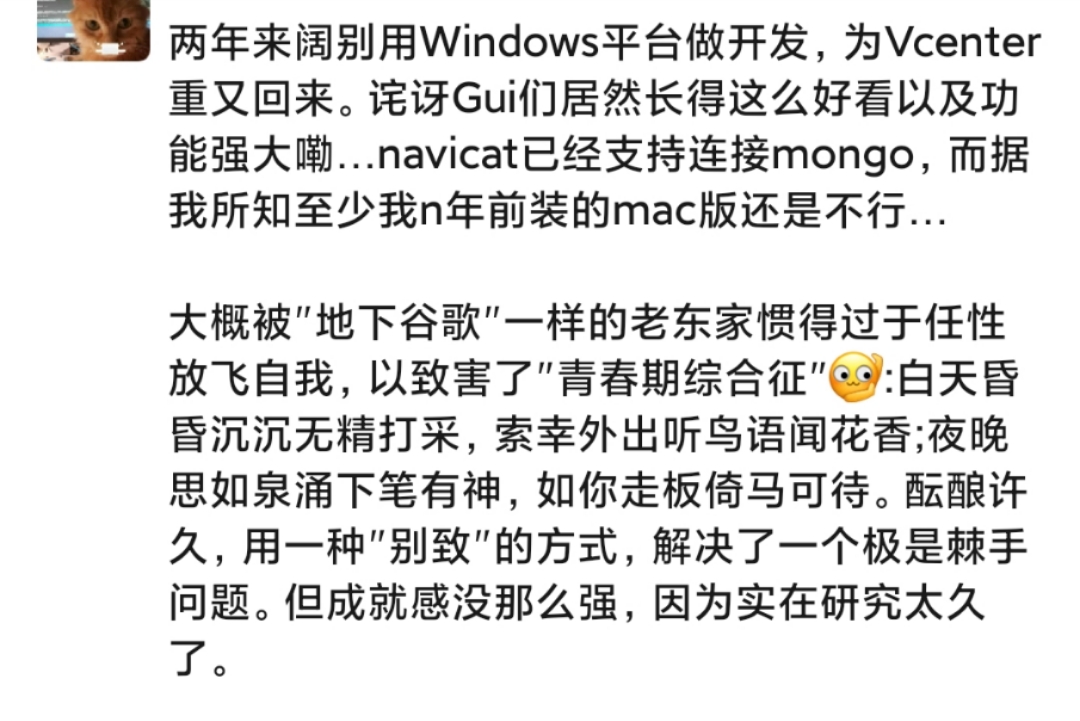 两年来阔别用Windows平台做开发，为Vcenter
重又回来。诧讶Gui们居然长得这么好看以及功
能强大嘞...navicat已经支持连接mongo，而据
我所知至少我n年前装的mac版还是不行...
大概被"地下谷歌"一样的老东家惯得过于任性
放飞自我，以致害了"青春期综合征"🫣:白天昏
昏沉沉无精打采，索幸外出听鸟语闻花香;夜晚
思如泉涌下笔有神，如你走板倚马可待。酝酿许
久，用一种"别致"的方式，解决了一个极是棘手
问题。但成就感没那么强，因为实在研究太久
了。